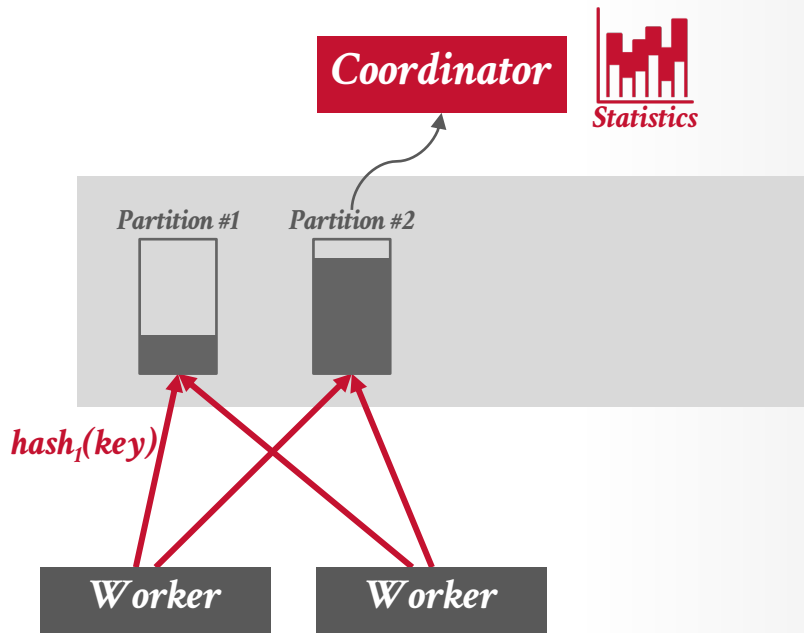 Coordinator
Statistics
Partition #1
Partition #2
hash₁(key)
Worker
Worker